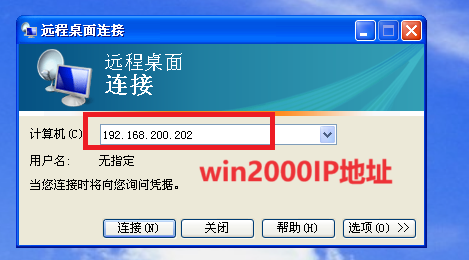 远程桌面连接
远程桌面
连接
计算机(C) 192.168.200.202
用户名: 无指定
win2000IP地址
当您连接时将向您询问凭据。
连接(N) 关闭 帮助(H) 选项(O) >>